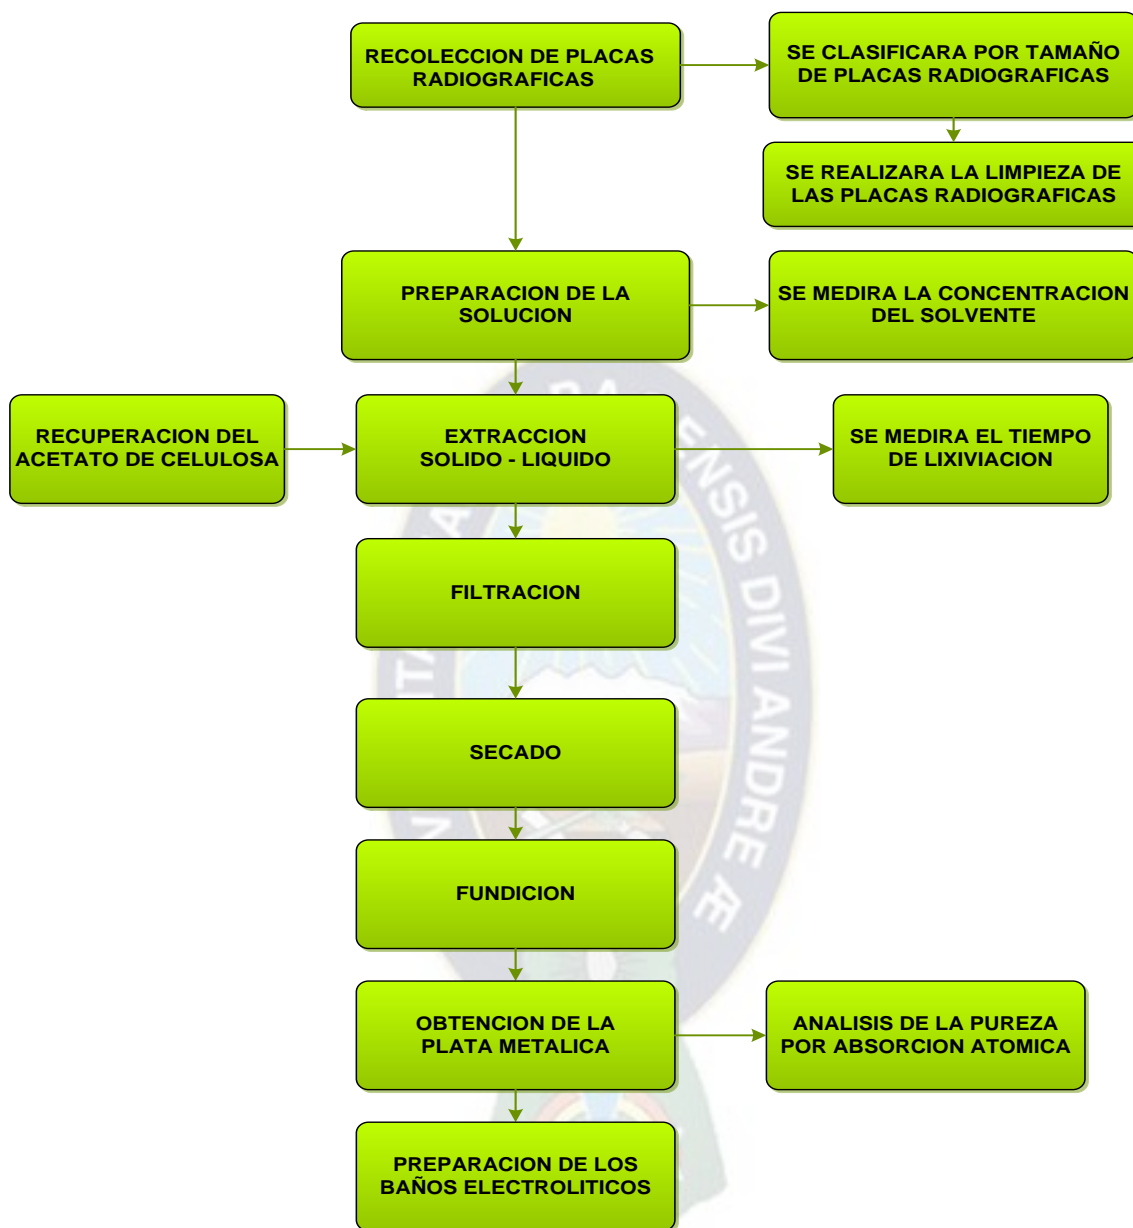 RECOLECCION DE PLACAS
RADIOGRAFICAS
SE CLASIFICARA POR TAMAÑO
DE PLACAS RADIOGRAFICAS
SE REALIZARA LA LIMPIEZA DE
LAS PLACAS RADIOGRAFICAS
PREPARACION DE LA
SOLUCION
SE MEDIRA LA CONCENTRACION
DEL SOLVENTE
RECUPERACION DEL
ACETATO DE CELULOSA
EXTRACCION
SOLIDO - LIQUIDO
SE MEDIRA EL TIEMPO
DE LIXIVIACION
FILTRACION
SECADO
FUNDICION
OBTENCION DE LA
PLATA METALICA
ANALISIS DE LA PUREZA
POR ABSORCION ATOMICA
PREPARACION DE LOS
BAÑOS ELECTROLITICOS
ENSIS DIVI ANDRE Æ